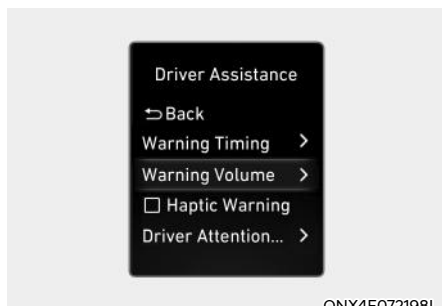 Driver Assistance
Back
Warning Timing
Warning Volume
Haptic Warning
Driver Attention...